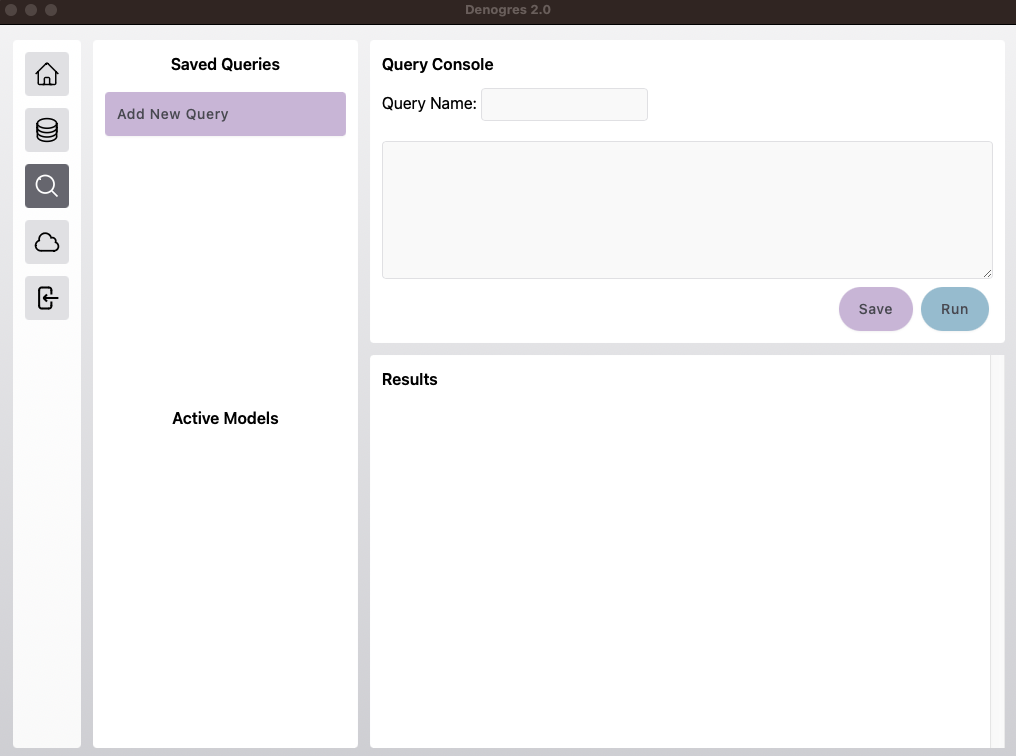 Denogres 2.0
Saved Queries
Add New Query
Active Models
Query Console
Query Name:
Save
Run
Results